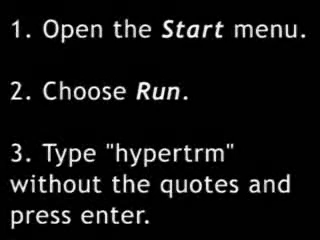 1. Open the Start menu.
2. Choose Run.
3. Type "hypertrm"
without the quotes and
press enter.